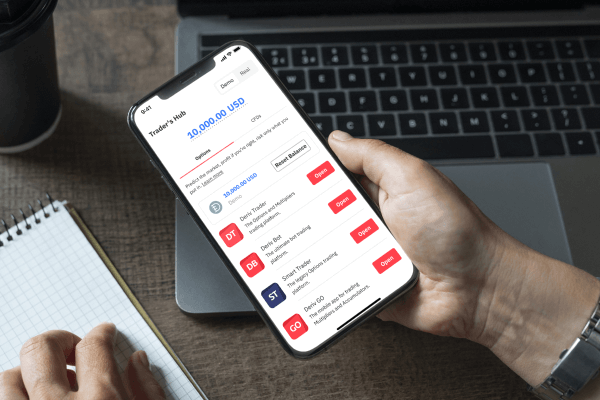 9:41
Trader's Hub
Demo Real
10,000.00 USD
Options CFDs
Predict the market, profit if you're right, risk only what you
put in. Learn more
10,000.00 USD
Demo
Reset Balance
DT
Deriv Trader
The Options and Multipliers
trading platform.
Open
DB
Deriv Bot
The ultimate bot trading
platform.
Open
ST
Smart Trader
The legacy Options trading
platform.
Open
GO
Deriv GO
The mobile app for trading
Multipliers and Accumulators.
Open
E R T Y U I O P
D F G H J K L
C V B N M